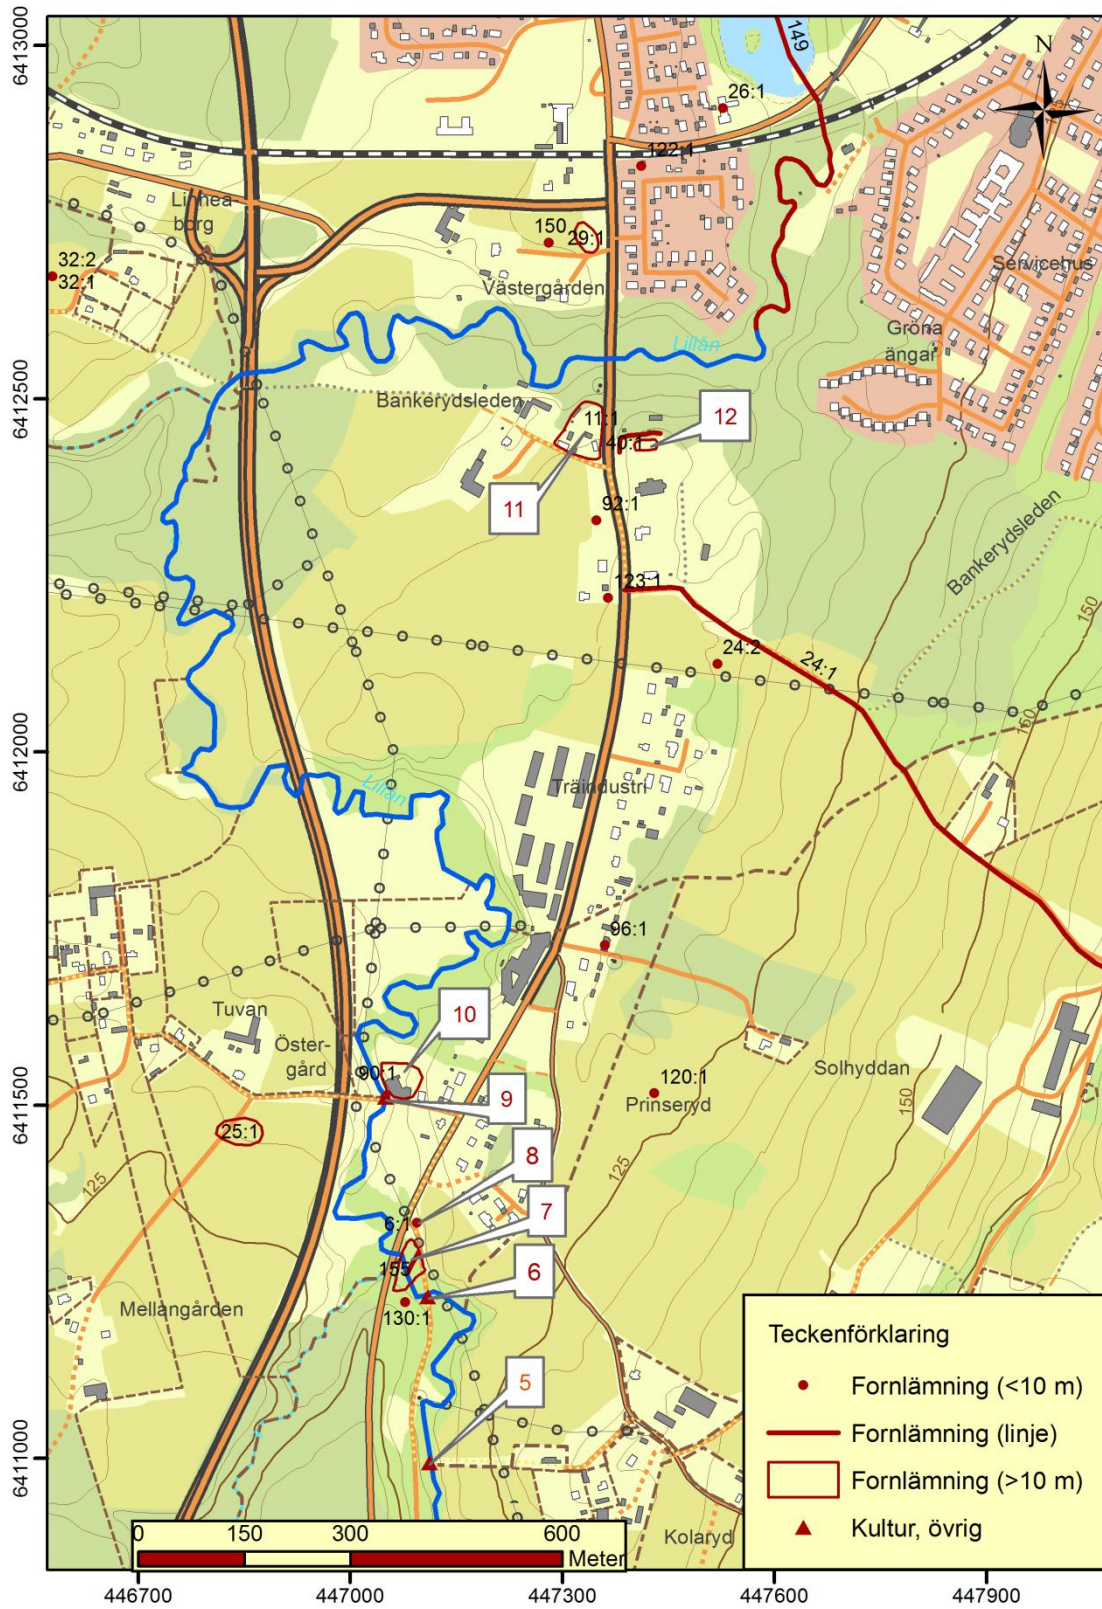 6413000
149
N
26:1
122:1
Linnea-
borg
150
29:1
32:2
32:1
Västergården
Servicehus
Gröna
ängar
Lillån
6412500
Bankerydsleden
11:1
12
40:1
11
92:1
Bankerydsleden
123:1
150
24:2
24:1
150
6412000
Lillån
Träindustri
96:1
Tuvan
10
Öster-
gård
90:1
Solhyddan
120:1
Prinseryd
150
6411500
9
25:1
8
125
125
6:1
7
155
6
Mellangården
130:1
5
Teckenförklaring
Fornlämning (<10 m)
Fornlämning (linje)
Fornlämning (>10 m)
Kultur, övrig
6411000
0 150 300 600
Meter
Kolaryd
446700 447000 447300 447600 447900